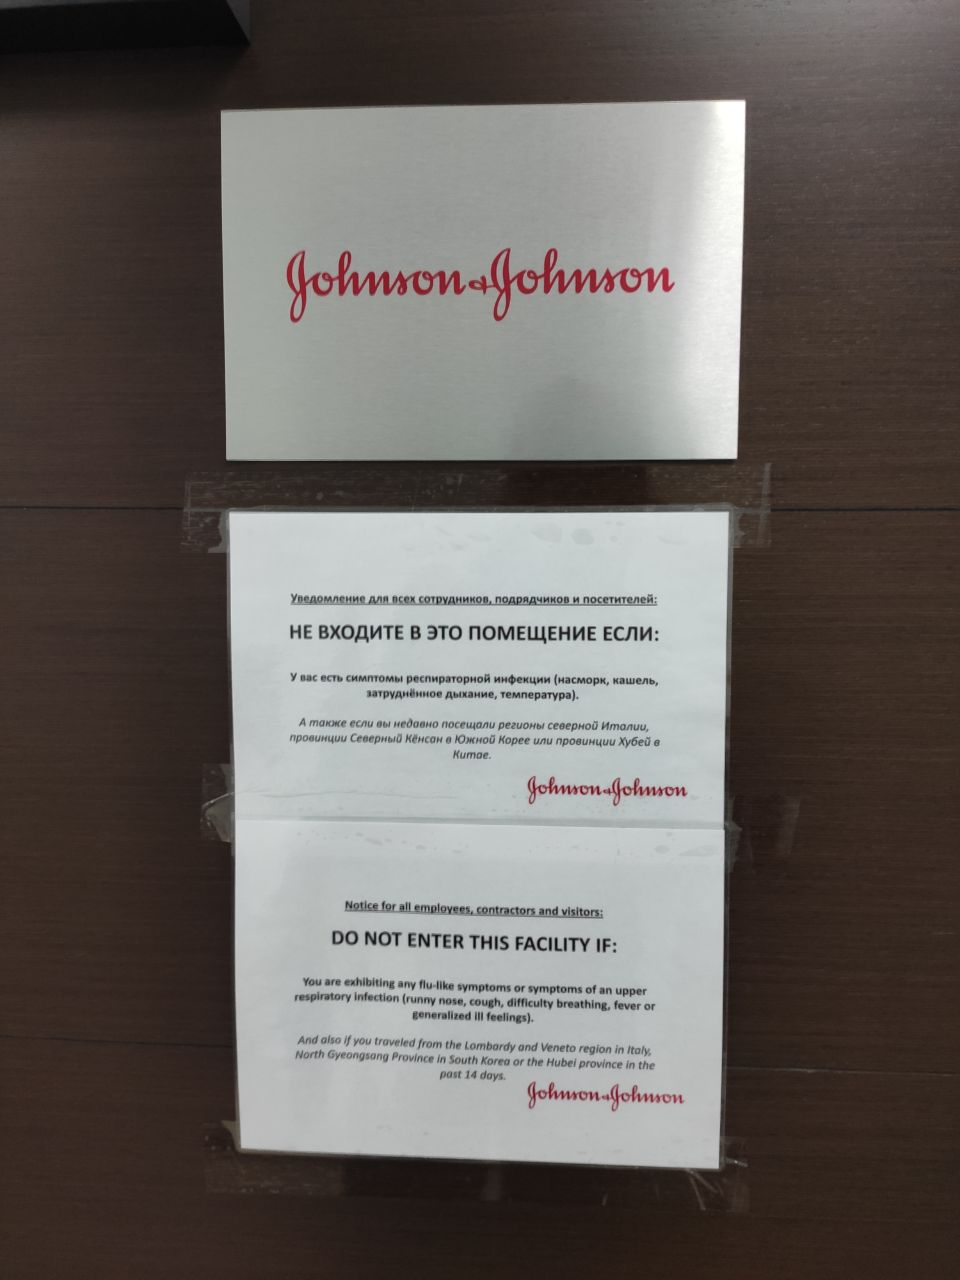 Johnson & Johnson
Уведомление для всех сотрудников, подрядчиков и посетителей:
НЕ ВХОДИТЕ В ЭТО ПОМЕЩЕНИЕ ЕСЛИ:
У вас есть симптомы респираторной инфекции (насморк, кашель,
затруднённое дыхание, температура).
А также если вы недавно посещали регионы северной Италии,
провинции Северный Кёнсан в Южной Корее или провинции Хубей в
Китае.
Johnson & Johnson
Notice for all employees, contractors and visitors:
DO NOT ENTER THIS FACILITY IF:
You are exhibiting any flu-like symptoms or symptoms of an upper
respiratory infection (runny nose, cough, difficulty breathing, fever or
generalized ill feelings).
And also if you traveled from the Lombardy and Veneto region in Italy,
North Gyeongsang Province in South Korea or the Hubei province in the
past 14 days.
Johnson & Johnson